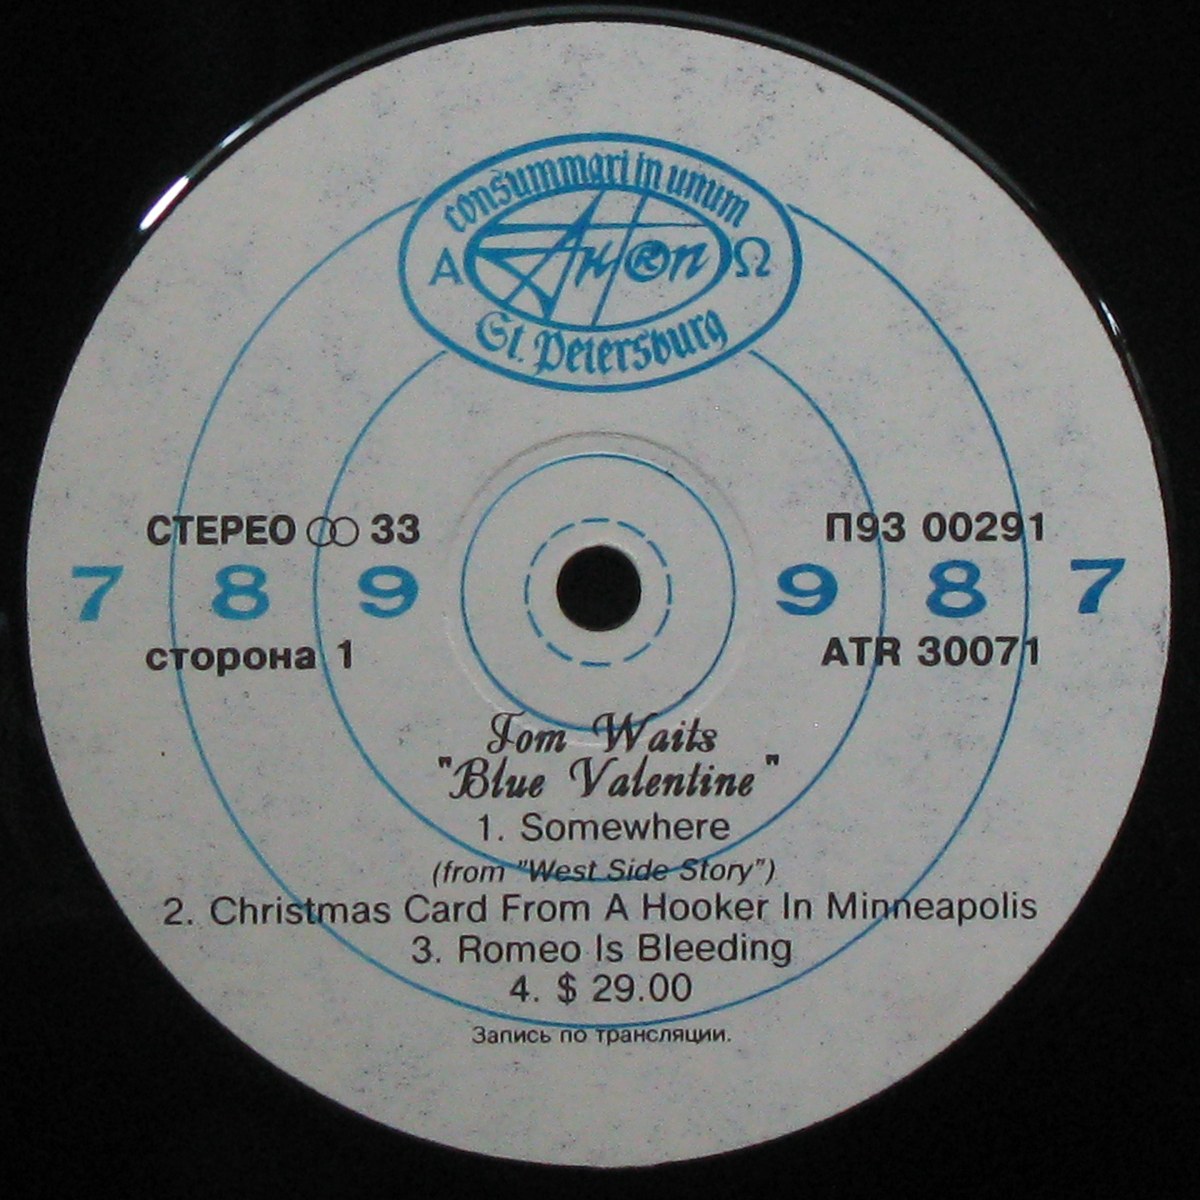 consummari in unum
Α АнтRоп Ω
St. Petersburg
СТЕРЕО 33
П93 00291
7 8 9 9 8 7
сторона 1
ATR 30071
Tom Waits
"Blue Valentine"
1. Somewhere
(from "West Side Story")
2. Christmas Card From A Hooker In Minneapolis
3. Romeo Is Bleeding
4. $ 29.00
Запись по трансляции.